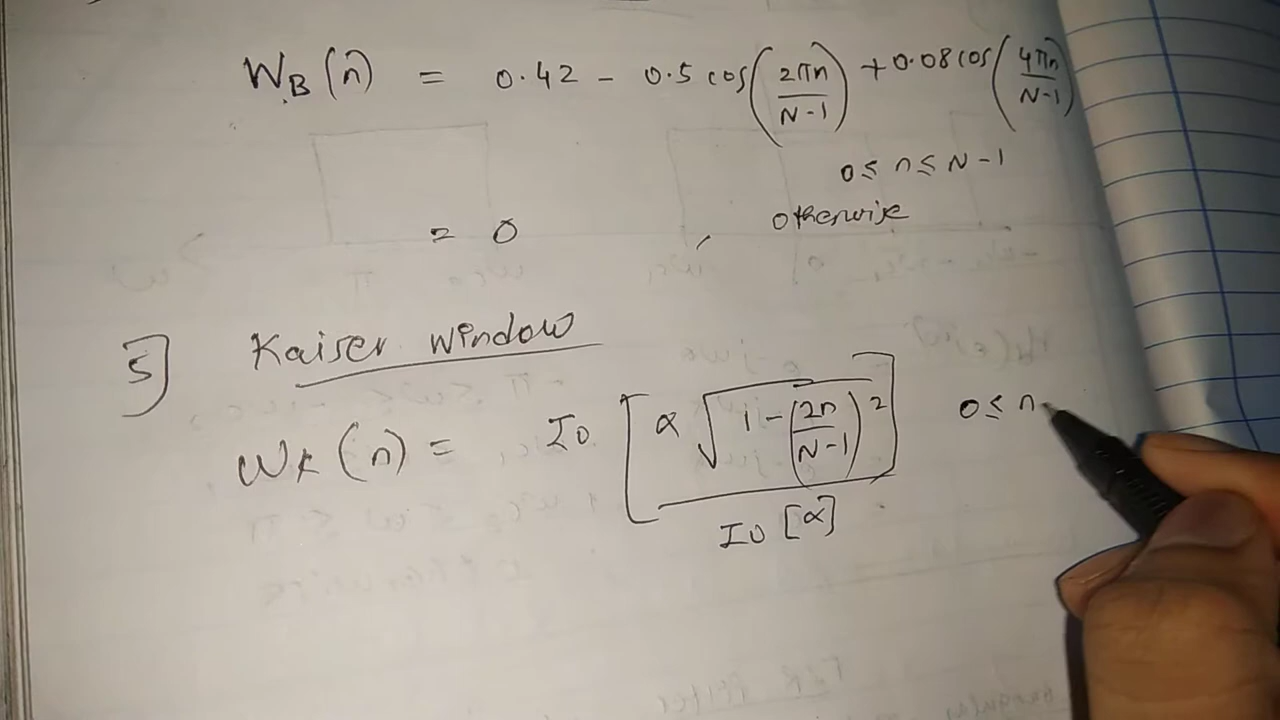 W_B(n) = 0.42 - 0.5 cos(2πn/N-1) + 0.08 cos(4πn/N-1)
0 ≤ n ≤ N-1
= 0 , otherwise
5] Kaiser Window
W_K(n) = I0 [α √(1-(2n/N-1)^2)] / I0[α] 0 ≤ n